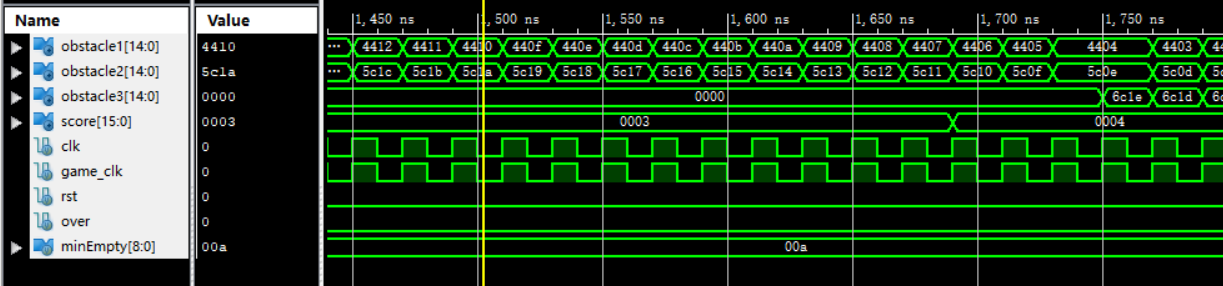 Name Value 1,450 ns 1,500 ns 1,550 ns 1,600 ns 1,650 ns 1,700 ns 1,750 ns
obstacle1[14:0] 4410 4412 4411 4410 440f 440e 440d 440c 440b 440a 4409 4408 4407 4406 4405 4404 4403
obstacle2[14:0] 5c1a 5c1c 5c1b 5c1a 5c19 5c18 5c17 5c16 5c15 5c14 5c13 5c12 5c11 5c10 5c0f 5c0e 5c0d
obstacle3[14:0] 0000 0000 6c1e 6c1d
score[15:0] 0003 0003 0004
clk 0
game_clk 0
rst 0
over 0
minEmpty[8:0] 00a 00a